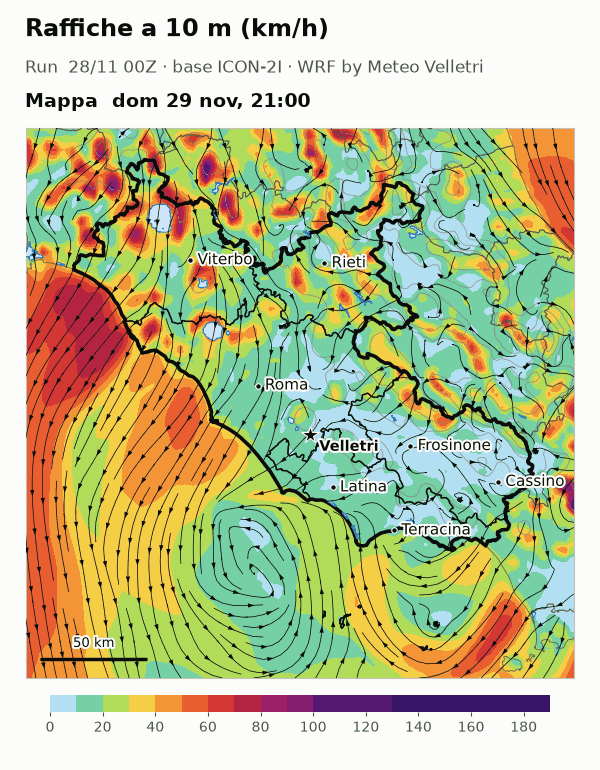 Raffiche a 10 m (km/h)
Run 28/11 00Z · base ICON-2I · WRF by Meteo Velletri
Mappa dom 29 nov, 21:00
Viterbo
Rieti
Roma
Velletri
Frosinone
Cassino
Latina
Terracina
50 km
0 20 40 60 80 100 120 140 160 180